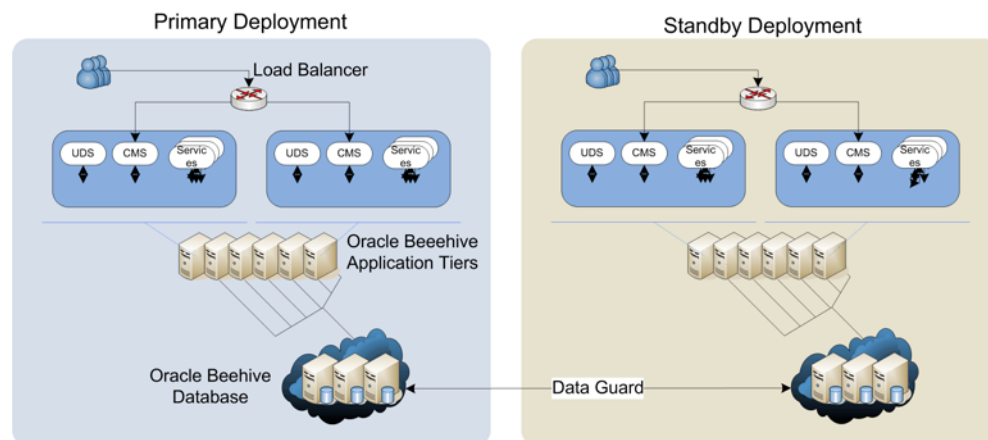 Primary Deployment
Standby Deployment
Load Balancer
UDS
CMS
Servic
es
UDS
CMS
Servic
es
UDS
CMS
Servic
es
UDS
CMS
Servic
es
Oracle Beeehive
Application Tiers
Oracle Beehive
Database
Data Guard